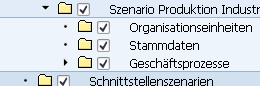 Szenario Produktion Industr
Organisationseinheiten
Stammdaten
Geschäftsprozesse
Schnittstellenszenarien